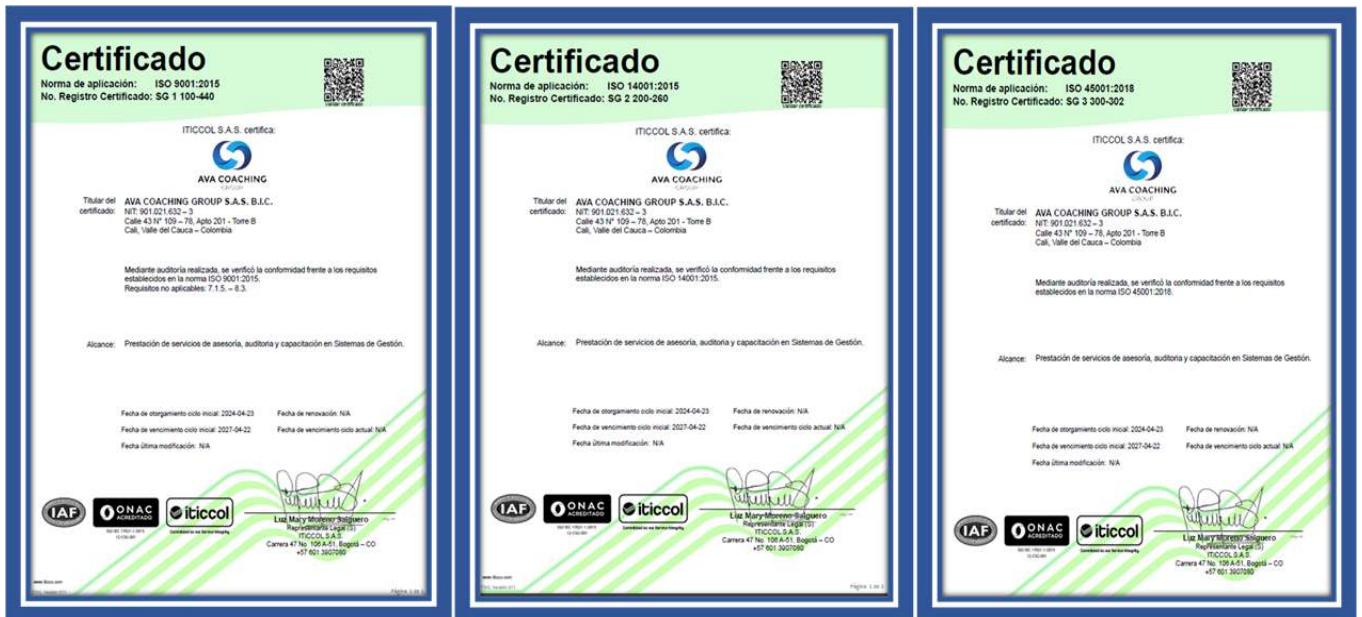 Certificado
Norma de aplicación: ISO 9001:2015
No. Registro Certificado: SG 1 100-440
Validar certificado
ITICCOL S.A.S. certifica:
AVA COACHING
GROUP
Titular del certificado:
AVA COACHING GROUP S.A.S. B.I.C.
NIT: 901.021.632 – 3
Calle 43 N° 109 – 78, Apto 201 - Torre B
Cali, Valle del Cauca – Colombia
Mediante auditoría realizada, se verificó la conformidad frente a los requisitos
establecidos en la norma ISO 9001:2015.
Requisitos no aplicables: 7.1.5. – 8.3.
Alcance: Prestación de servicios de asesoría, auditoria y capacitación en Sistemas de Gestión.
Fecha de otorgamiento ciclo inicial: 2024-04-23 Fecha de renovación: N/A
Fecha de vencimiento ciclo inicial: 2027-04-22 Fecha de vencimiento ciclo actual: N/A
Fecha última modificación: N/A
IAF
ONAC
ACREDITADO
iticcol
Luz Mary Moreno Salguero
Representante Legal (S)
ITICCOL S.A.S.
Carrera 47 No. 106 A-51, Bogotá – CO
+57 601 3907080
Certificado
Norma de aplicación: ISO 14001:2015
No. Registro Certificado: SG 2 200-260
Validar certificado
ITICCOL S.A.S. certifica:
AVA COACHING
GROUP
Titular del certificado:
AVA COACHING GROUP S.A.S. B.I.C.
NIT: 901.021.632 – 3
Calle 43 N° 109 – 78, Apto 201 - Torre B
Cali, Valle del Cauca – Colombia
Mediante auditoría realizada, se verificó la conformidad frente a los requisitos
establecidos en la norma ISO 14001:2015.
Alcance: Prestación de servicios de asesoría, auditoria y capacitación en Sistemas de Gestión.
Fecha de otorgamiento ciclo inicial: 2024-04-23 Fecha de renovación: N/A
Fecha de vencimiento ciclo inicial: 2027-04-22 Fecha de vencimiento ciclo actual: N/A
Fecha última modificación: N/A
IAF
ONAC
ACREDITADO
iticcol
Luz Mary Moreno Salguero
Representante Legal (S)
ITICCOL S.A.S.
Carrera 47 No. 106 A-51, Bogotá – CO
+57 601 3907080
Certificado
Norma de aplicación: ISO 45001:2018
No. Registro Certificado: SG 3 300-302
Validar certificado
ITICCOL S.A.S. certifica:
AVA COACHING
GROUP
Titular del certificado:
AVA COACHING GROUP S.A.S. B.I.C.
NIT: 901.021.632 – 3
Calle 43 N° 109 – 78, Apto 201 - Torre B
Cali, Valle del Cauca – Colombia
Mediante auditoría realizada, se verificó la conformidad frente a los requisitos
establecidos en la norma ISO 45001:2018.
Alcance: Prestación de servicios de asesoría, auditoria y capacitación en Sistemas de Gestión.
Fecha de otorgamiento ciclo inicial: 2024-04-23 Fecha de renovación: N/A
Fecha de vencimiento ciclo inicial: 2027-04-22 Fecha de vencimiento ciclo actual: N/A
Fecha última modificación: N/A
IAF
ONAC
ACREDITADO
iticcol
Luz Mary Moreno Salguero
Representante Legal (S)
ITICCOL S.A.S.
Carrera 47 No. 106 A-51, Bogotá – CO
+57 601 3907080